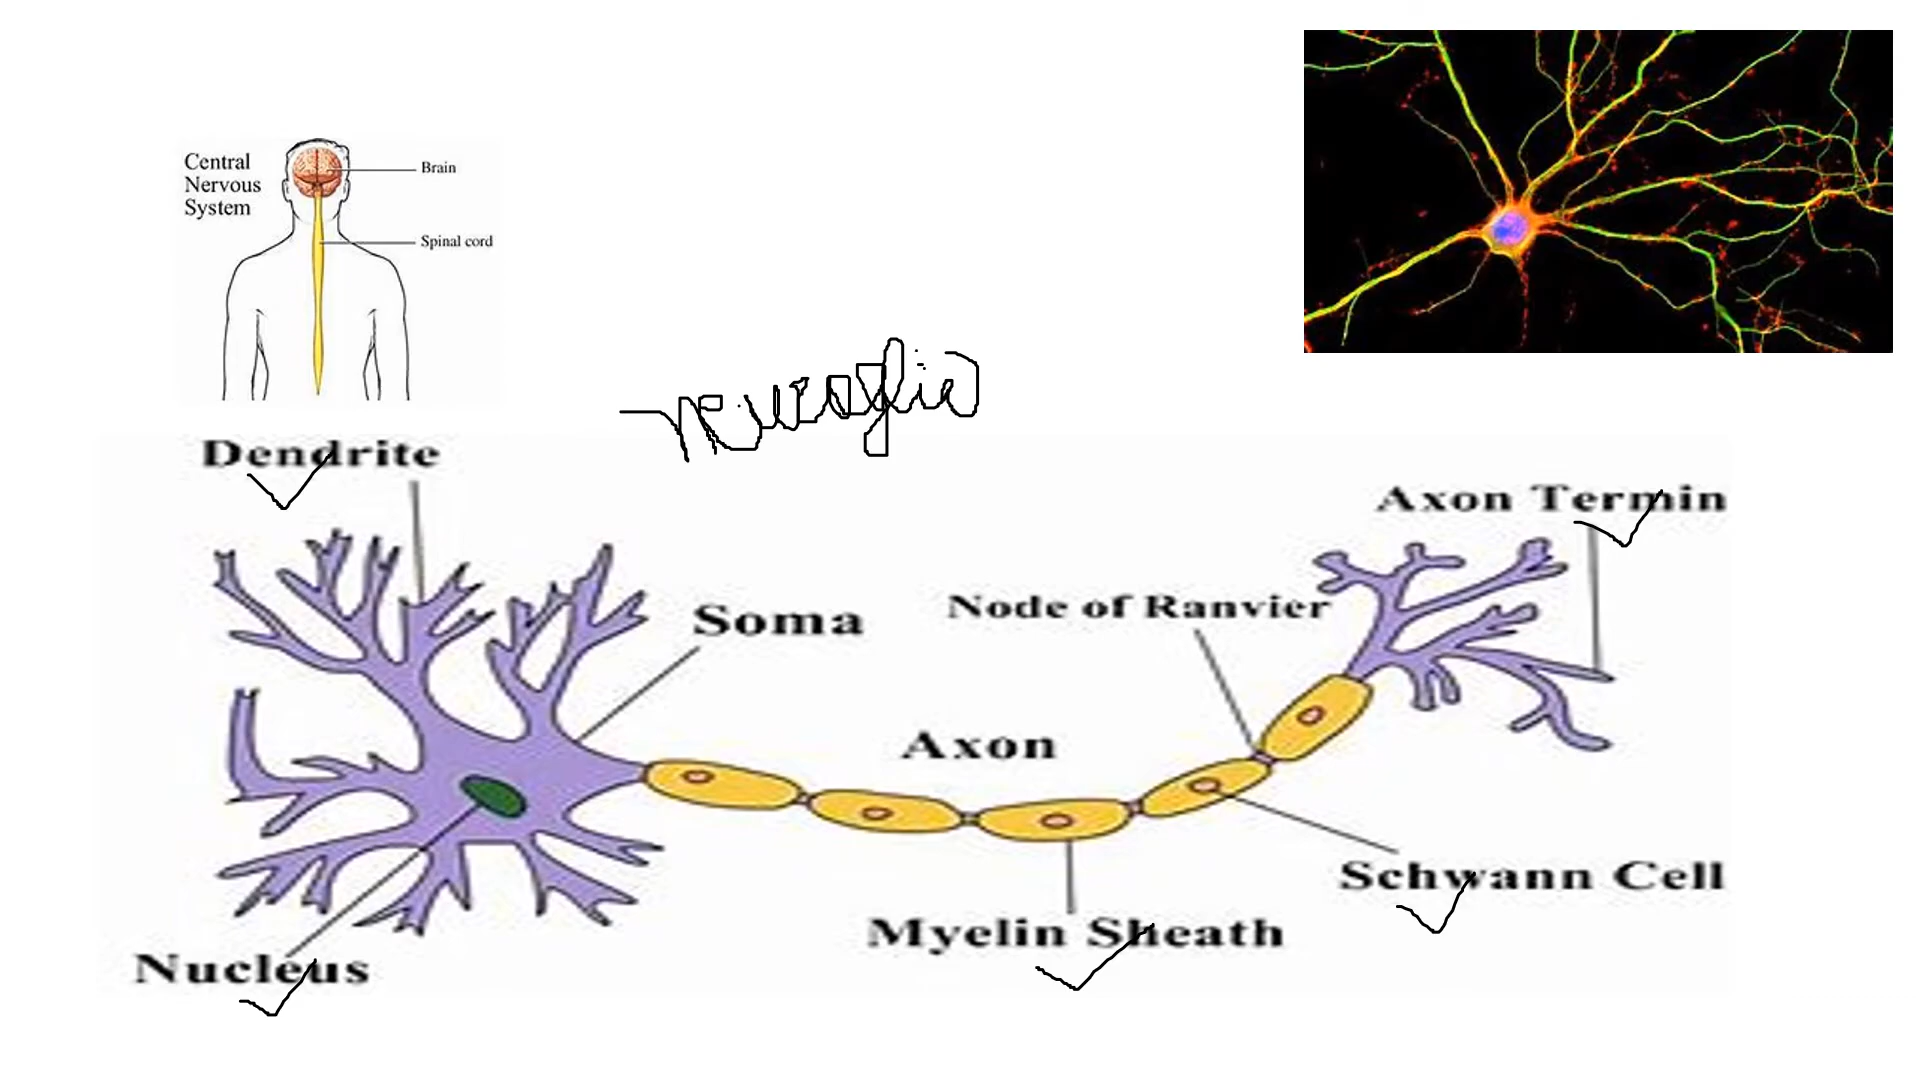 Central
Nervous
System
Brain
Spinal cord
neuroglia
Dendrite
Axon Termin
Soma
Node of Ranvier
Axon
Schwann Cell
Myelin Sheath
Nucleus